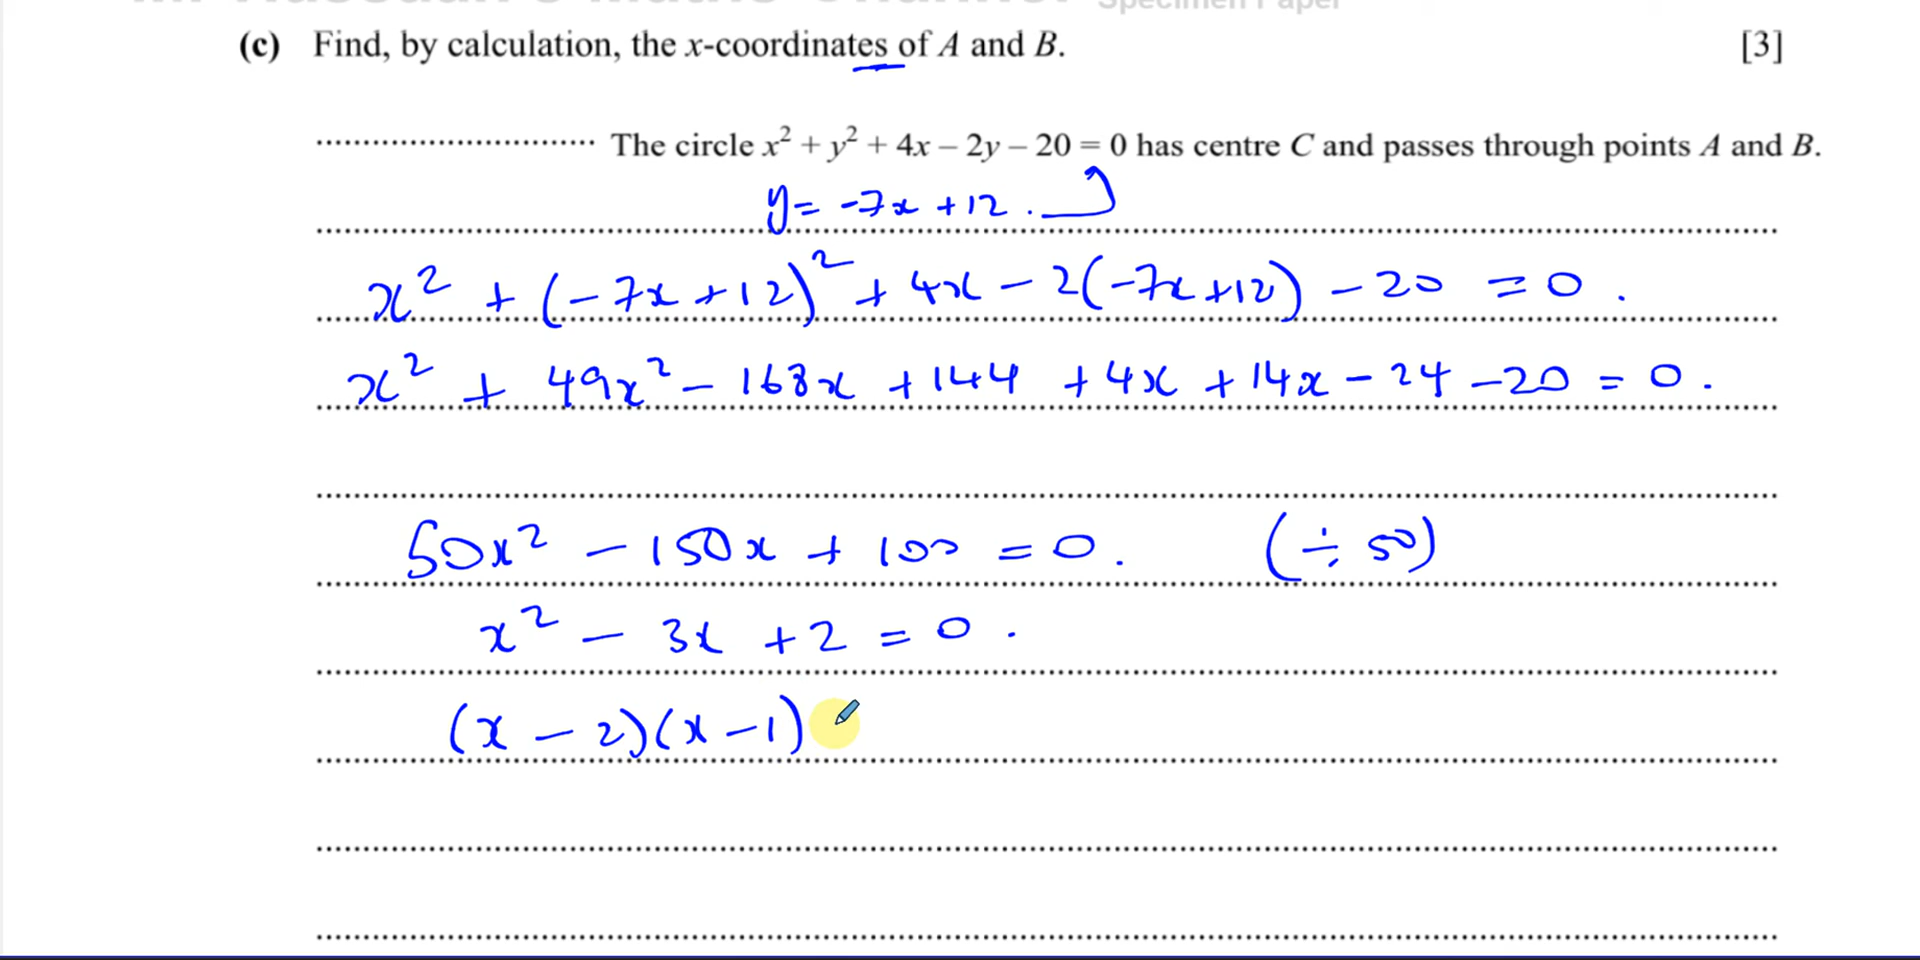 Specimen Paper
(c) Find, by calculation, the x-coordinates of A and B. [3]
The circle x² + y² + 4x – 2y – 20 = 0 has centre C and passes through points A and B.
y = -7x + 12.
x² + (-7x + 12)² + 4x - 2(-7x + 12) - 20 = 0.
x² + 49x² - 168x + 144 + 4x + 14x - 24 - 20 = 0.
50x² - 150x + 100 = 0. (÷ 50)
x² - 3x + 2 = 0.
(x - 2)(x - 1)